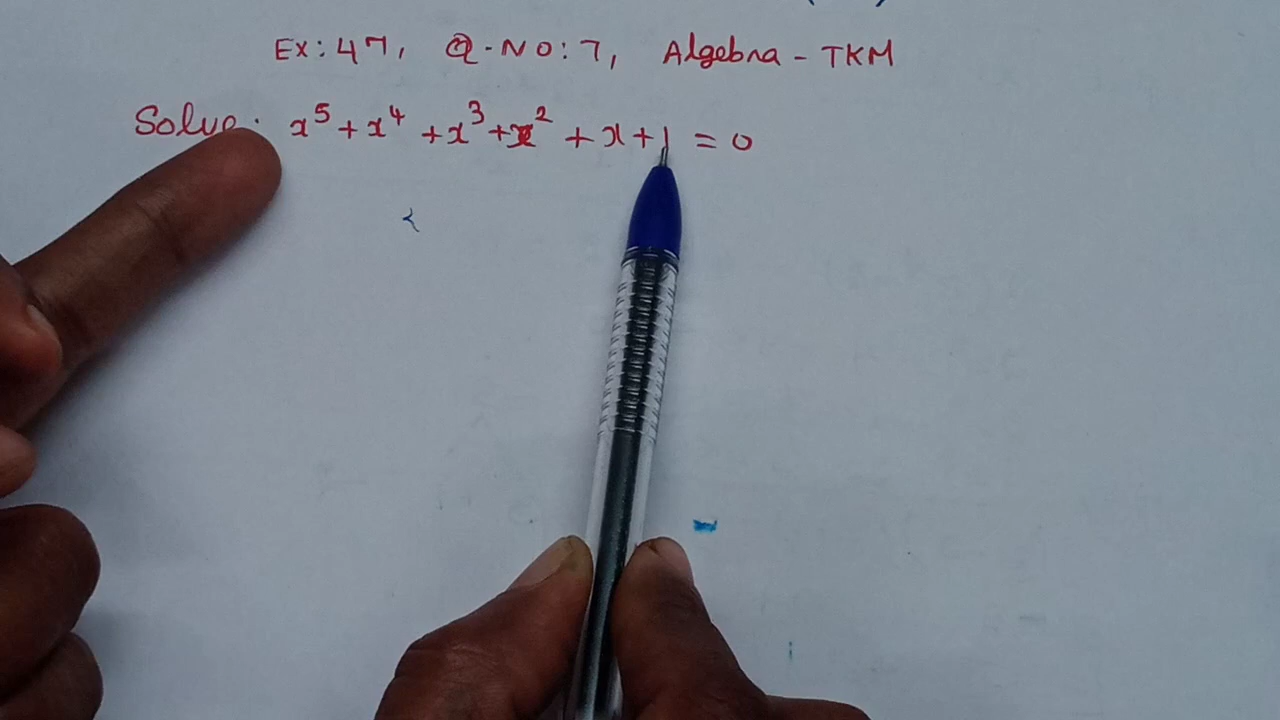 Ex: 47, Q-NO: 7, Algebra - TKM
Solve: x⁵ + x⁴ + x³ + x² + x + 1 = 0